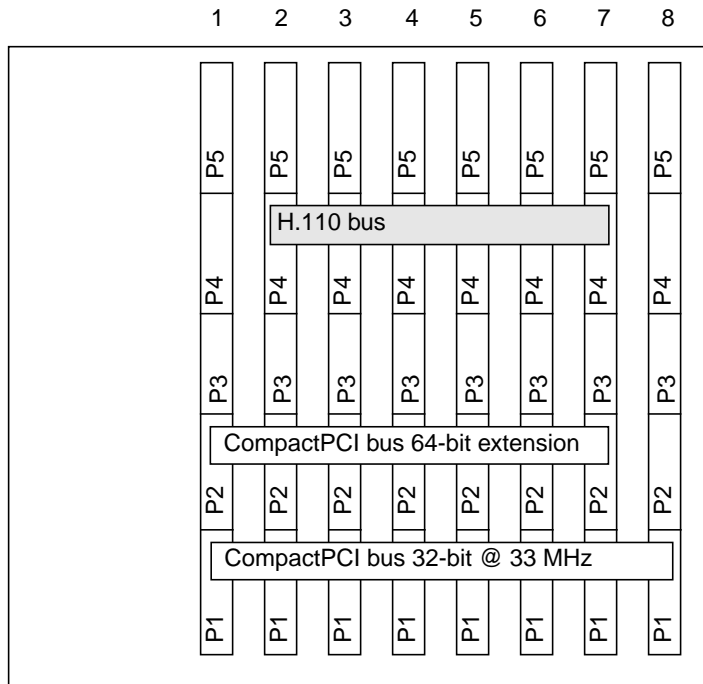 1 2 3 4 5 6 7 8
P5 P5 P5 P5 P5 P5 P5 P5
H.110 bus
P4 P4 P4 P4 P4 P4 P4 P4
P3 P3 P3 P3 P3 P3 P3 P3
CompactPCI bus 64-bit extension
P2 P2 P2 P2 P2 P2 P2 P2
CompactPCI bus 32-bit @ 33 MHz
P1 P1 P1 P1 P1 P1 P1 P1